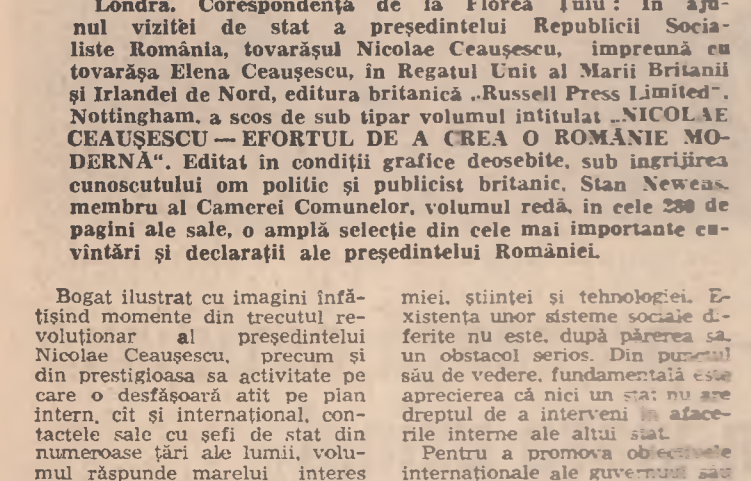 Londra. Corespondență de la Florea Țuiu: În aju-
nul vizitei de stat a președintelui Republicii Socia-
liste România, tovarășul Nicolae Ceaușescu, împreună cu
tovarășa Elena Ceaușescu, în Regatul Unit al Marii Britanii
și Irlandei de Nord, editura britanică „Russell Press Limited”,
Nottingham, a scos de sub tipar volumul intitulat „NICOLAE
CEAUȘESCU — EFORTUL DE A CREA O ROMÂNIE MO-
DERNĂ“. Editat în condiții grafice deosebite, sub îngrijirea
cunoscutului om politic și publicist britanic, Stan Newens,
membru al Camerei Comunelor, volumul redă, în cele 280 de
pagini ale sale, o amplă selecție din cele mai importante cu-
vîntări și declarații ale președintelui României.
Bogat ilustrat cu imagini înfă-
țișînd momente din trecutul re-
voluționar al președintelui
Nicolae Ceaușescu, precum și
din prestigioasa sa activitate pe
care o desfășoară atît pe plan
intern, cît și internațional, con-
tactele sale cu șefi de stat din
numeroase țări ale lumii, volu-
mul răspunde marelui interes
miei, științei și tehnologiei. E-
xistența unor sisteme sociale di-
ferite nu este, după părerea sa,
un obstacol serios. Din punctul
său de vedere, fundamentală este
aprecierea că nici un stat nu are
dreptul de a interveni în aface-
rile interne ale altui stat.
Pentru a promova obiectivele
internaționale ale guvernului său